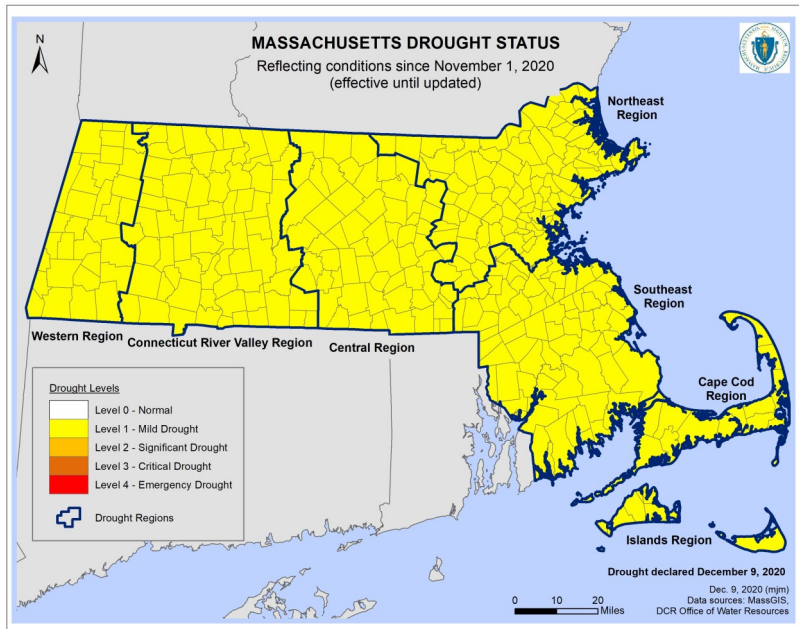 N
MASSACHUSETTS DROUGHT STATUS
Reflecting conditions since November 1, 2020
(effective until updated)
Northeast
Region
Southeast
Region
Cape Cod
Region
Western Region
Connecticut River Valley Region
Central Region
Islands Region
Drought Levels
Level 0 - Normal
Level 1 - Mild Drought
Level 2 - Significant Drought
Level 3 - Critical Drought
Level 4 - Emergency Drought
Drought Regions
Drought declared December 9, 2020
Dec. 9, 2020 (mjm)
Data sources: MassGIS,
DCR Office of Water Resources
0 10 20
Miles